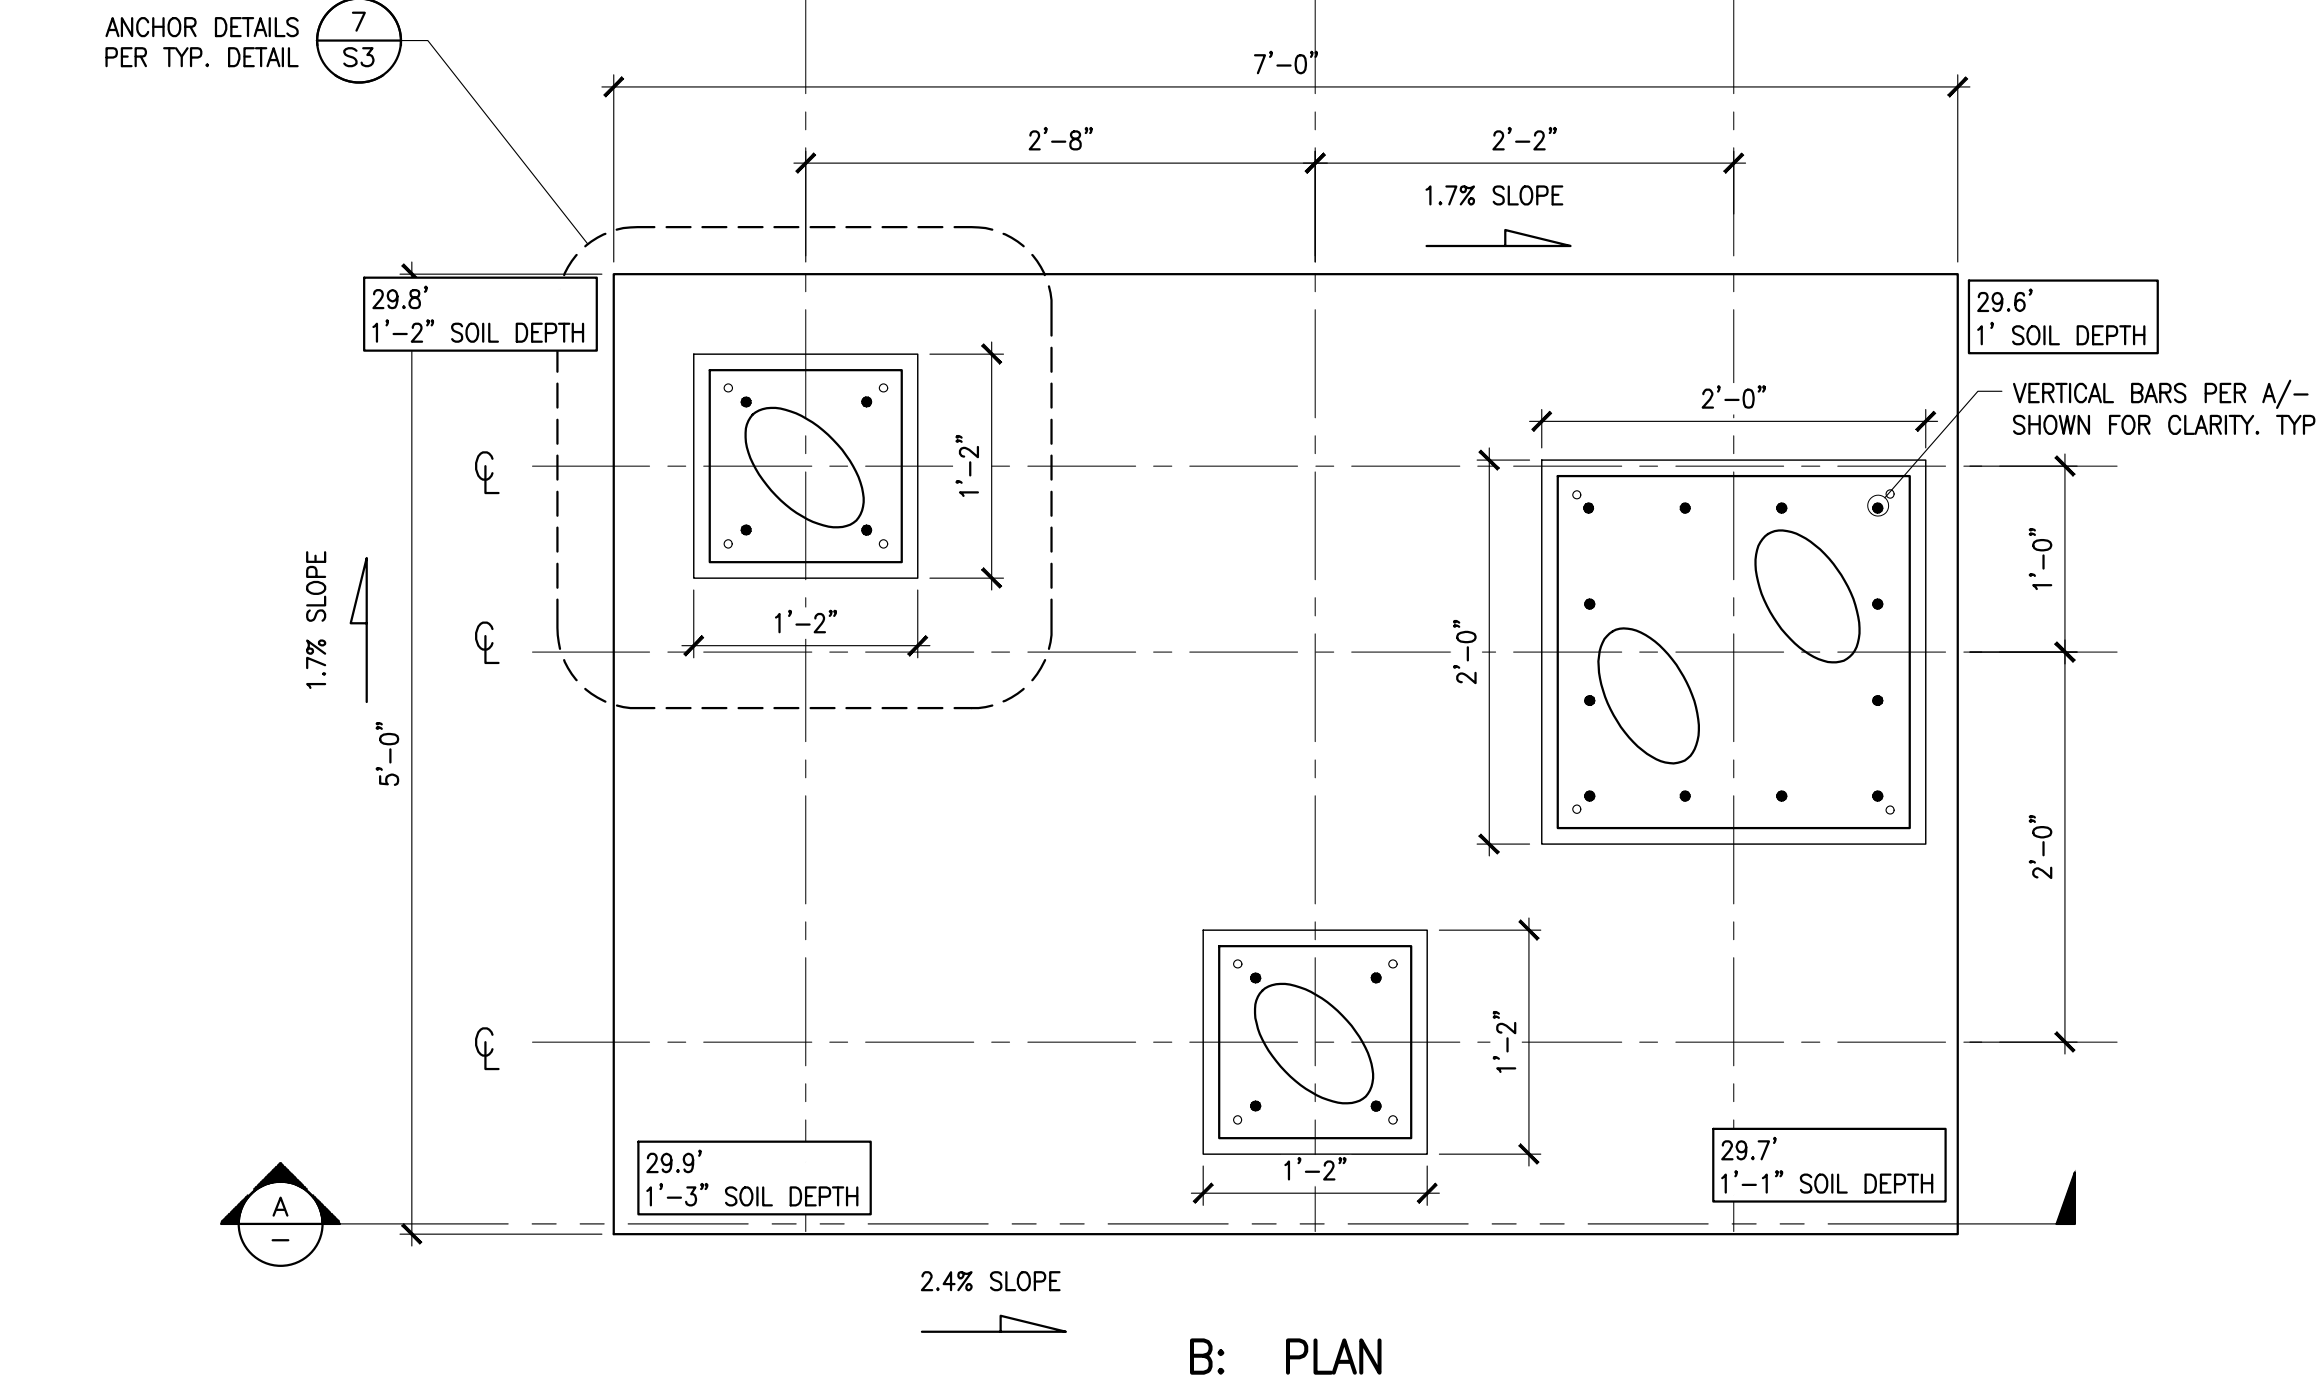 ANCHOR DETAILS
PER TYP. DETAIL
7
S3
7'-0"
2'-8"
2'-2"
1.7% SLOPE
29.8'
1'-2" SOIL DEPTH
29.6'
1' SOIL DEPTH
VERTICAL BARS PER A/-
SHOWN FOR CLARITY. TYP
2'-0"
1'-2"
1'-2"
℄
℄
℄
1'-0"
2'-0"
2'-0"
1.7% SLOPE
5'-0"
1'-2"
1'-2"
29.9'
1'-3" SOIL DEPTH
29.7'
1'-1" SOIL DEPTH
A
-
2.4% SLOPE
B: PLAN